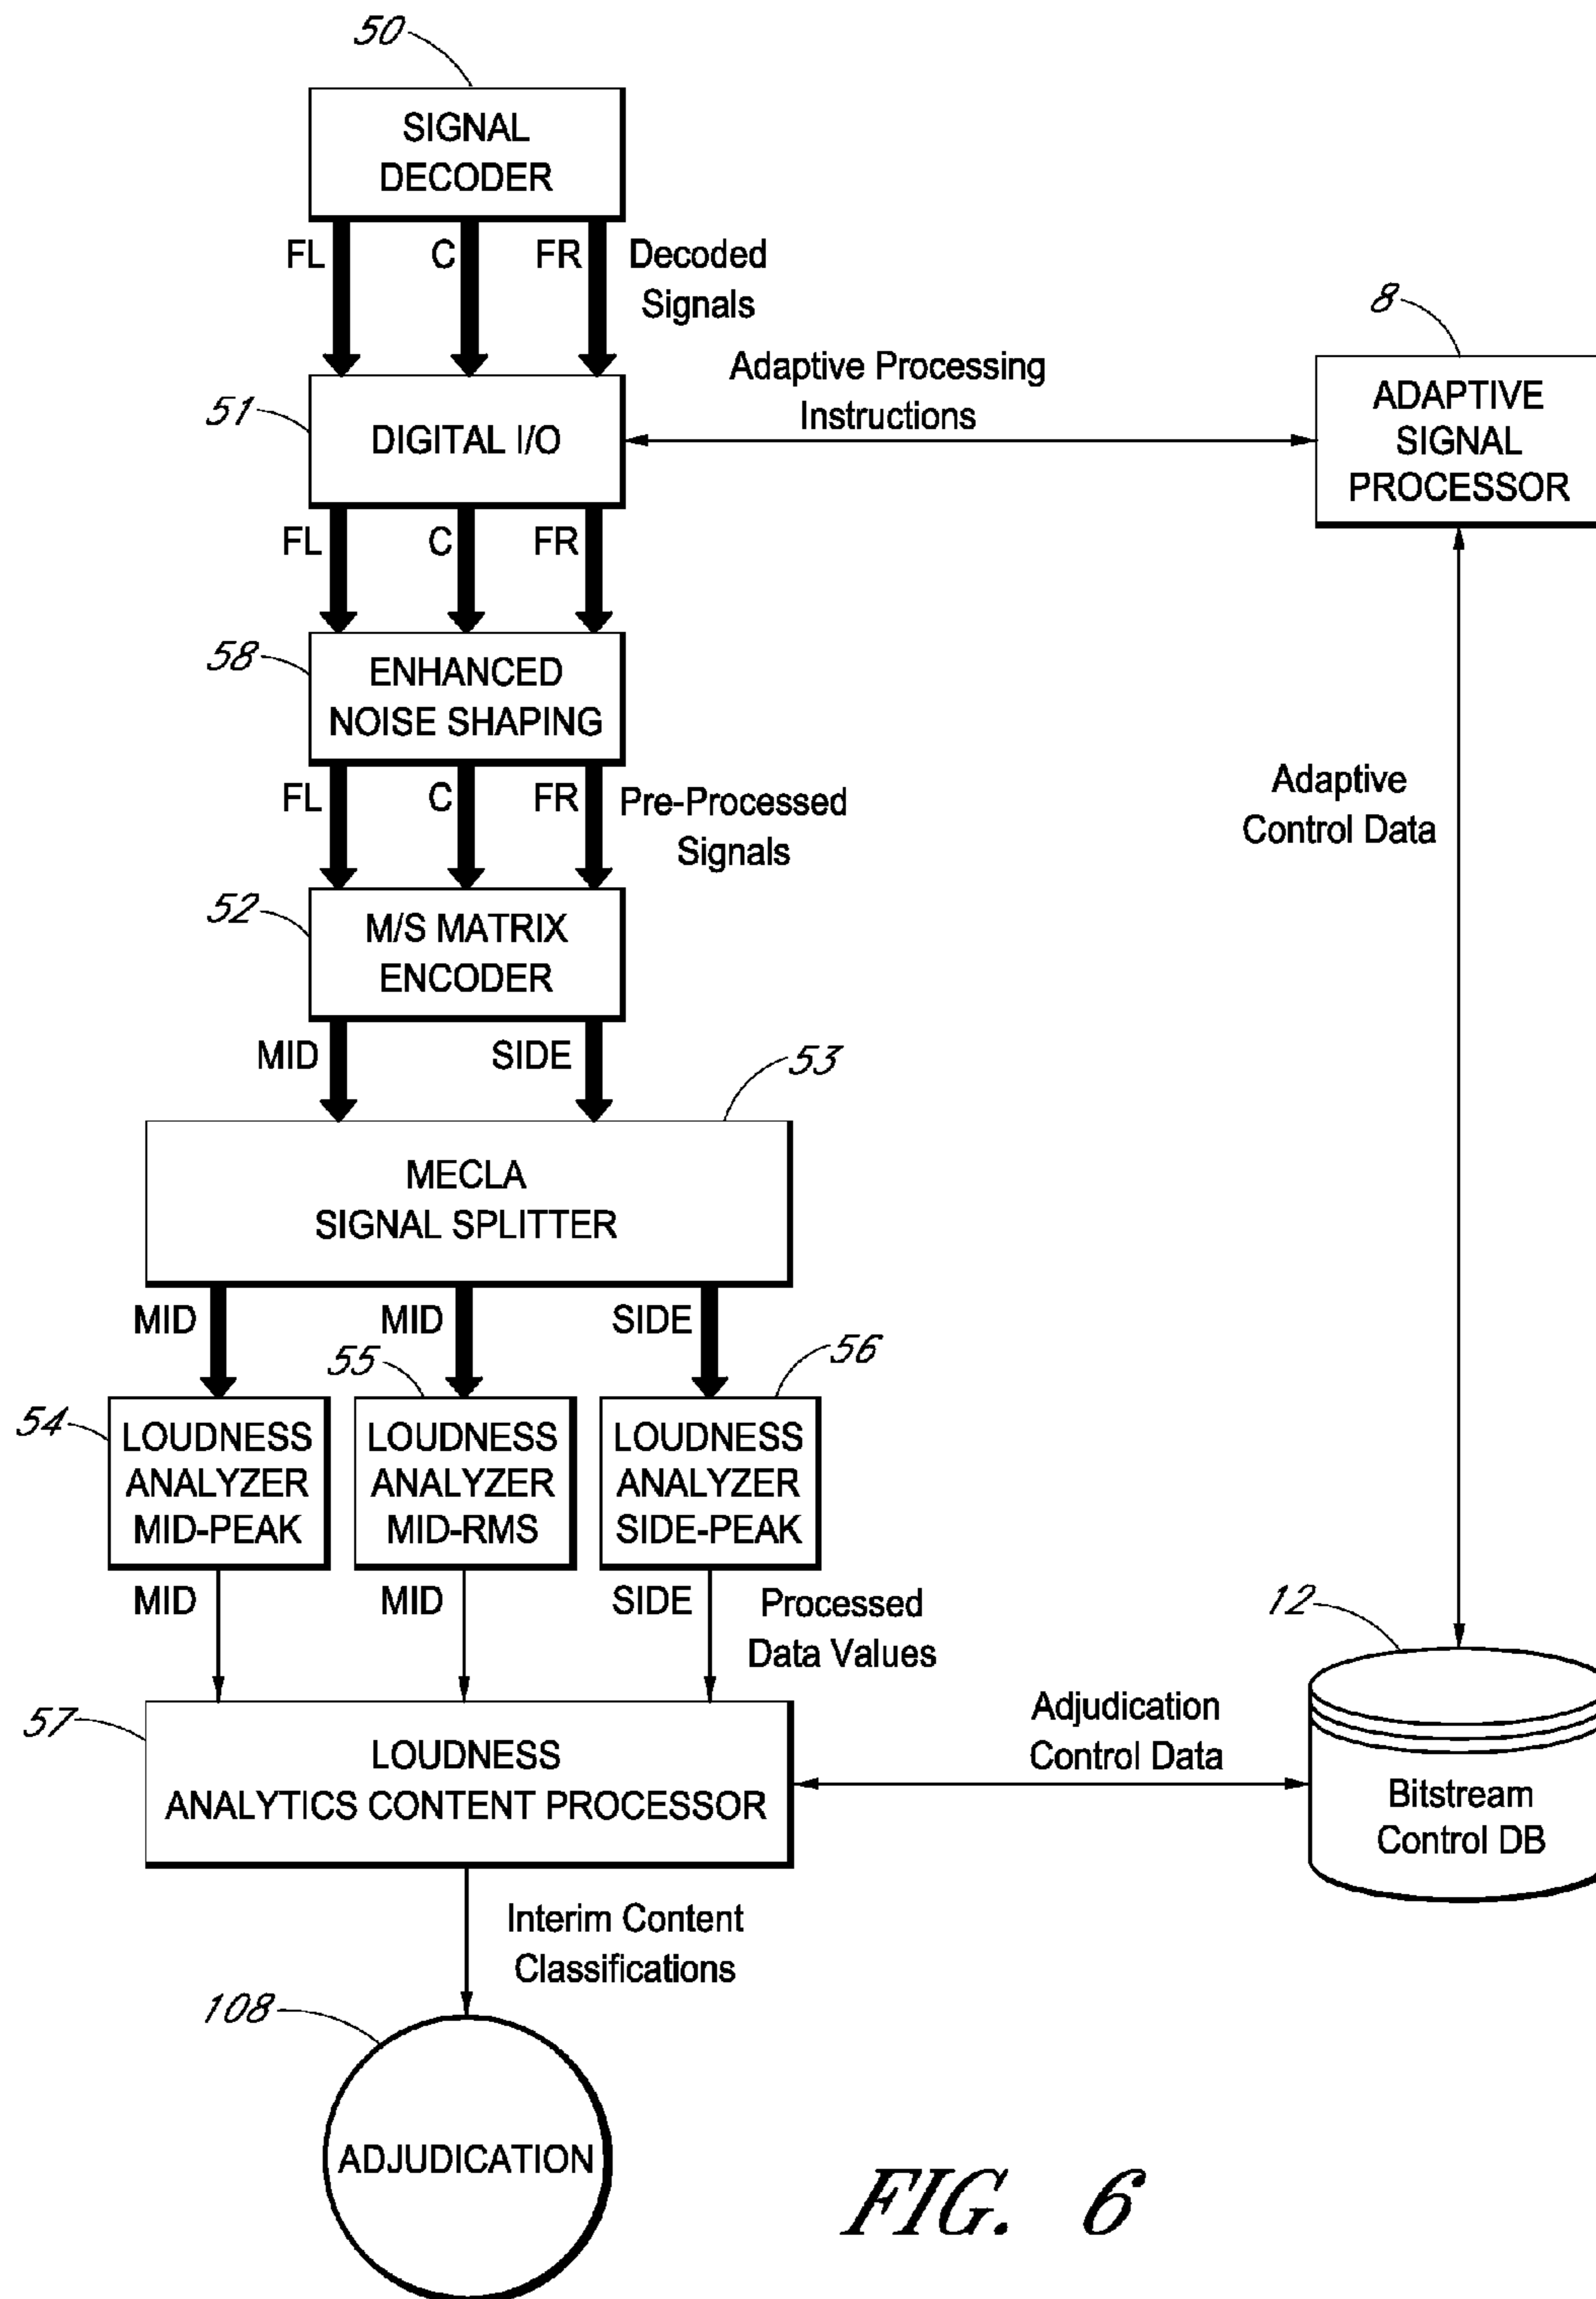 50
SIGNAL
DECODER
FL
C
FR
Decoded
Signals
8
51
DIGITAL I/O
Adaptive Processing
Instructions
ADAPTIVE
SIGNAL
PROCESSOR
FL
C
FR
58
ENHANCED
NOISE SHAPING
FL
C
FR
Pre-Processed
Signals
Adaptive
Control Data
52
M/S MATRIX
ENCODER
MID
SIDE
53
MECLA
SIGNAL SPLITTER
MID
MID
SIDE
54
55
56
LOUDNESS
ANALYZER
MID-PEAK
LOUDNESS
ANALYZER
MID-RMS
LOUDNESS
ANALYZER
SIDE-PEAK
MID
MID
SIDE
Processed
Data Values
12
57
LOUDNESS
ANALYTICS CONTENT PROCESSOR
Adjudication
Control Data
Bitstream
Control DB
Interim Content
Classifications
108
ADJUDICATION
FIG. 6